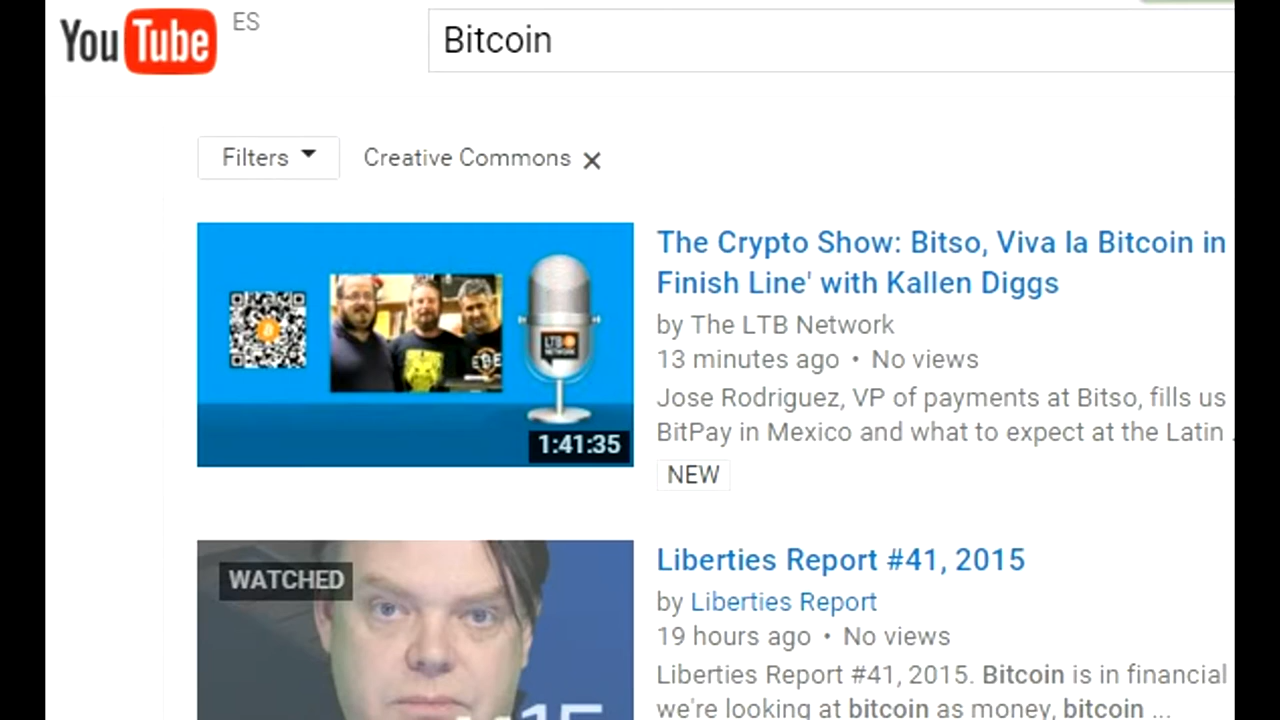 YouTube ES
Bitcoin
Filters
Creative Commons ×
The Crypto Show: Bitso, Viva la Bitcoin in
Finish Line' with Kallen Diggs
by The LTB Network
13 minutes ago • No views
Jose Rodriguez, VP of payments at Bitso, fills us
BitPay in Mexico and what to expect at the Latin
NEW
LTB
NETWORK
1:41:35
WATCHED
Liberties Report #41, 2015
by Liberties Report
19 hours ago • No views
Liberties Report #41, 2015. Bitcoin is in financial
we're looking at bitcoin as money, bitcoin ...